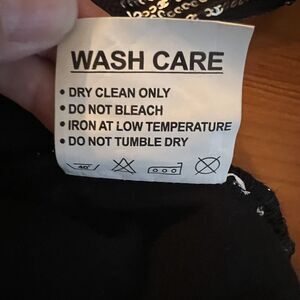 WASH CARE
• DRY CLEAN ONLY
• DO NOT BLEACH
• IRON AT LOW TEMPERATURE
• DO NOT TUMBLE DRY
40°